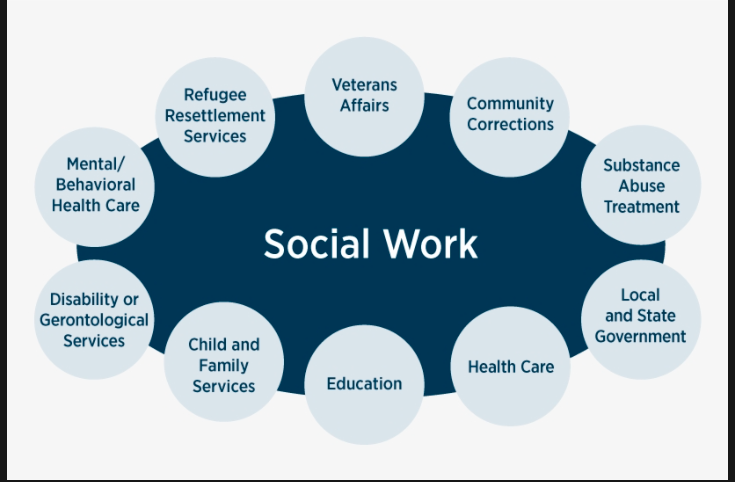 Veterans
Affairs
Refugee
Resettlement
Services
Community
Corrections
Mental/
Behavioral
Health Care
Substance
Abuse
Treatment
Social Work
Disability or
Gerontological
Services
Local
and State
Government
Child and
Family
Services
Education
Health Care